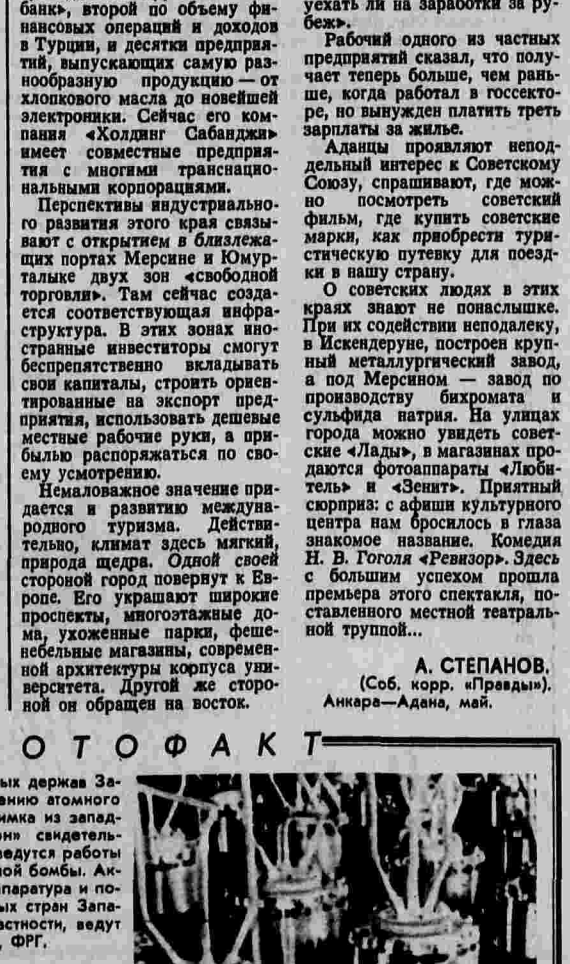 банк», второй по объему фи-
нансовых операций и доходов
в Турции, и десятки предприя-
тий, выпускающих самую раз-
нообразную продукцию — от
хлопкового масла до новейшей
электроники. Сейчас его ком-
пания «Холдинг Сабанджи»
имеет совместные предприя-
тия с многими транснацио-
нальными корпорациями.
Перспективы индустриально-
го развития этого края связы-
вают с открытием в близлежа-
щих портах Мерсине и Юмур-
талыке двух зон «свободной
торговли». Там сейчас созда-
ется соответствующая инфра-
структура. В этих зонах ино-
странные инвеститоры смогут
беспрепятственно вкладывать
свои капиталы, строить ориен-
тированные на экспорт пред-
приятия, использовать дешевые
местные рабочие руки, а при-
былью распоряжаться по сво-
ему усмотрению.
Немаловажное значение при-
дается и развитию междуна-
родного туризма. Действи-
тельно, климат здесь мягкий,
природа щедра. Одной своей
стороной город повернут к Ев-
ропе. Его украшают широкие
проспекты, многоэтажные до-
ма, ухоженные парки, феше-
небельные магазины, современ-
ной архитектуры корпуса уни-
верситета. Другой же сторо-
ной он обращен на восток.
уехать ли на заработки за ру-
беж».
Рабочий одного из частных
предприятий сказал, что полу-
чает теперь больше, чем рань-
ше, когда работал в госсекто-
ре, но вынужден платить треть
зарплаты за жилье.
Аданцы проявляют непод-
дельный интерес к Советскому
Союзу, спрашивают, где мож-
но посмотреть советский
фильм, где купить советские
марки, как приобрести тури-
стическую путевку для поезд-
ки в нашу страну.
О советских людях в этих
краях знают не понаслышке.
При их содействии неподалеку,
в Искендеруне, построен круп-
ный металлургический завод,
а под Мерсином — завод по
производству бихромата и
сульфида натрия. На улицах
города можно увидеть совет-
ские «Лады», в магазинах про-
даются фотоаппараты «Люби-
тель» и «Зенит». Приятный
сюрприз: с афиши культурного
центра нам бросилось в глаза
знакомое название. Комедия
Н. В. Гоголя «Ревизор». Здесь
с большим успехом прошла
премьера этого спектакля, по-
ставленного местной театраль-
ной труппой...
А. СТЕПАНОВ.
(Соб. корр. «Правды»).
Анкара—Адана, май.
ОТОФАКТ
ых держав За-
ению атомного
имка из запад-
он» свидетель-
ведутся работы
ной бомбы. Ак-
паратура и по-
ых стран Запа-
астности, ведут
, ФРГ.